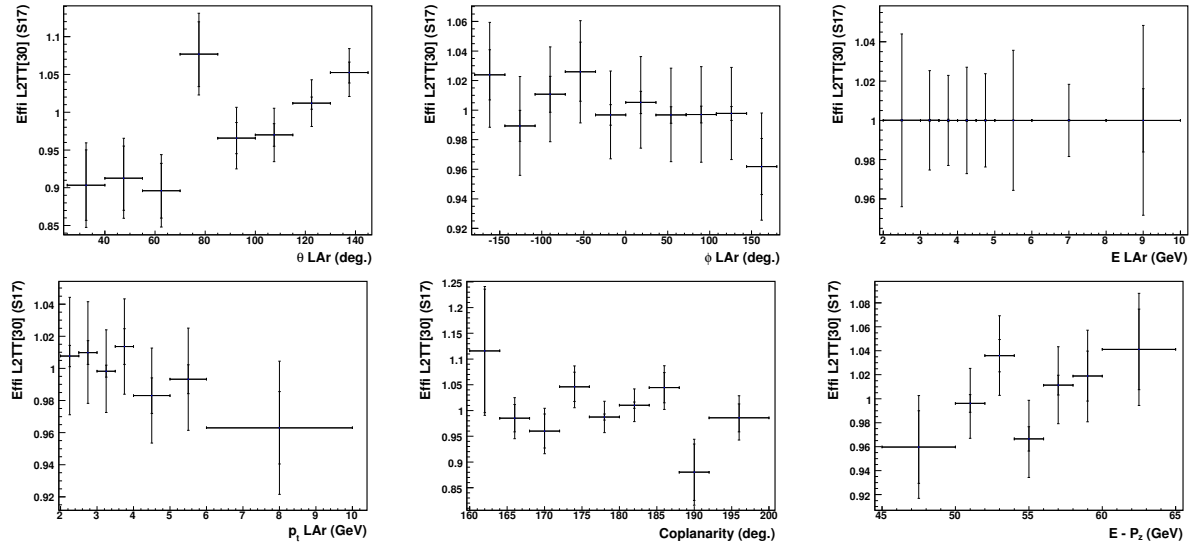 Effi L2TT[30] (S17)
1.1
1.05
1
0.95
0.9
0.85
40 60 80 100 120 140
θ LAr (deg.)
Effi L2TT[30] (S17)
1.06
1.04
1.02
1
0.98
0.96
0.94
0.92
-150 -100 -50 0 50 100 150
ϕ LAr (deg.)
Effi L2TT[30] (S17)
1.04
1.02
1
0.98
0.96
2 3 4 5 6 7 8 9 10
E LAr (GeV)
Effi L2TT[30] (S17)
1.04
1.02
1
0.98
0.96
0.94
0.92
2 3 4 5 6 7 8 9 10
pt LAr (GeV)
Effi L2TT[30] (S17)
1.25
1.2
1.15
1.1
1.05
1
0.95
0.9
0.85
160 165 170 175 180 185 190 195 200
Coplanarity (deg.)
Effi L2TT[30] (S17)
1.08
1.06
1.04
1.02
1
0.98
0.96
0.94
0.92
45 50 55 60 65
E - Pz (GeV)